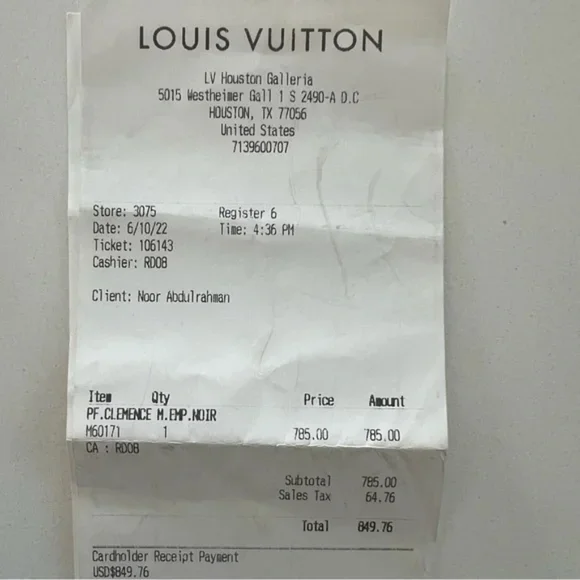 LOUIS VUITTON
LV Houston Galleria
5015 Westheimer Gall 1 S 2490-A D.C
HOUSTON, TX 77056
United States
7139600707
Store: 3075 Register 6
Date: 6/10/22 Time: 4:36 PM
Ticket: 106143
Cashier: RDOB
Client: Noor Abdulrahman
Item Qty Price Amount
PF.CLEMENCE M.EMP.NOIR
M60171 1 785.00 785.00
CA : RDOB
Subtotal 785.00
Sales Tax 64.76
Total 849.76
Cardholder Receipt Payment
USD$849.76